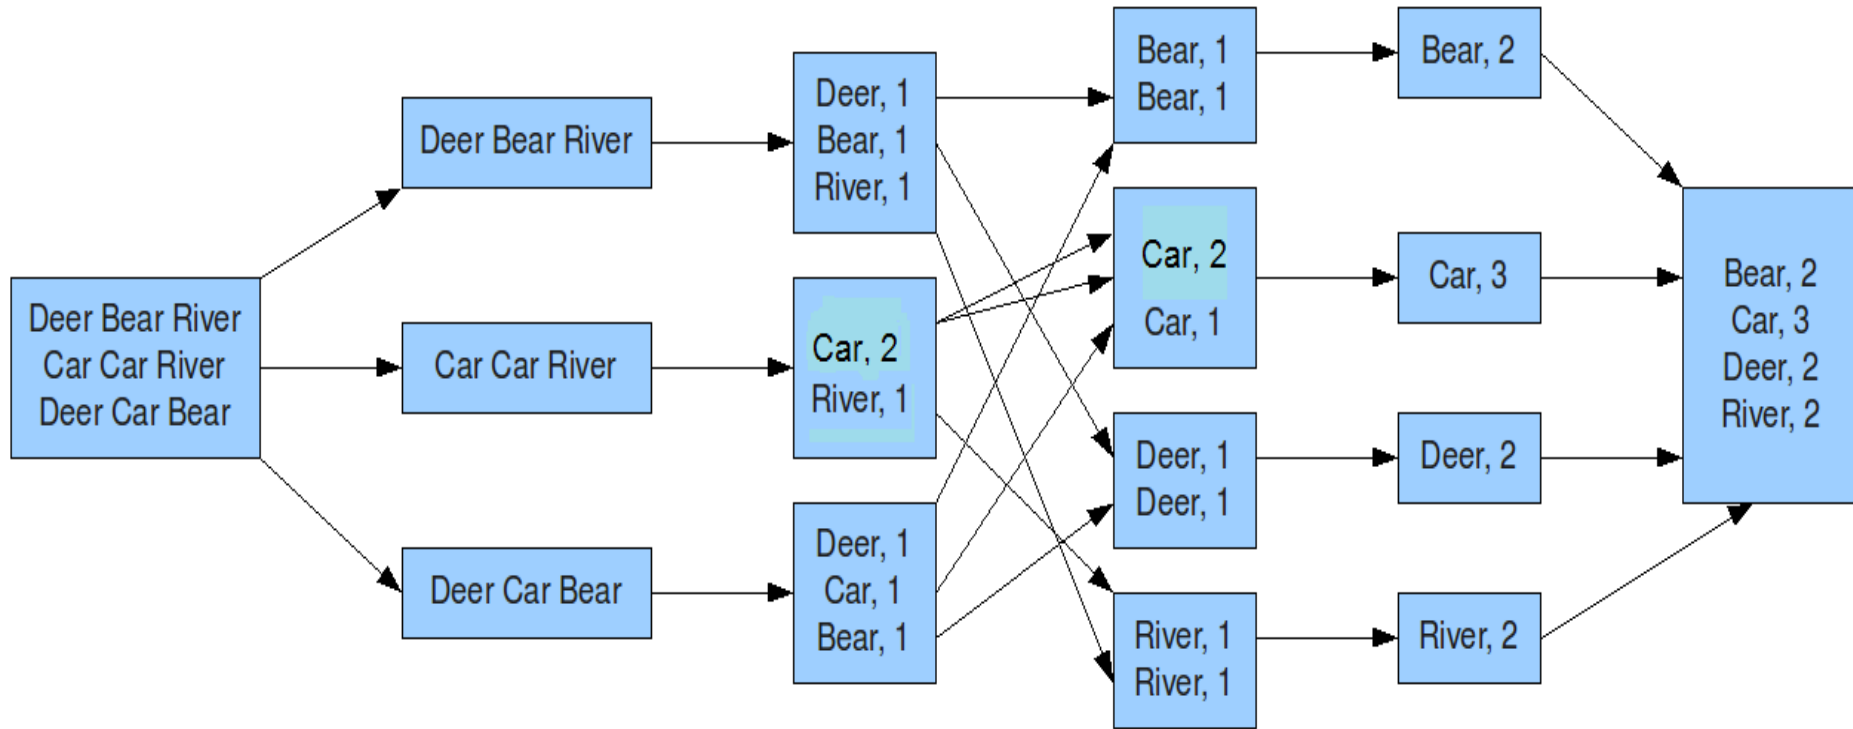 Deer Bear River
Car Car River
Deer Car Bear
Deer Bear River
Car Car River
Deer Car Bear
Deer, 1
Bear, 1
River, 1
Car, 2
River, 1
Deer, 1
Car, 1
Bear, 1
Bear, 1
Bear, 1
Car, 2
Car, 1
Deer, 1
Deer, 1
River, 1
River, 1
Bear, 2
Car, 3
Deer, 2
River, 2
Bear, 2
Car, 3
Deer, 2
River, 2